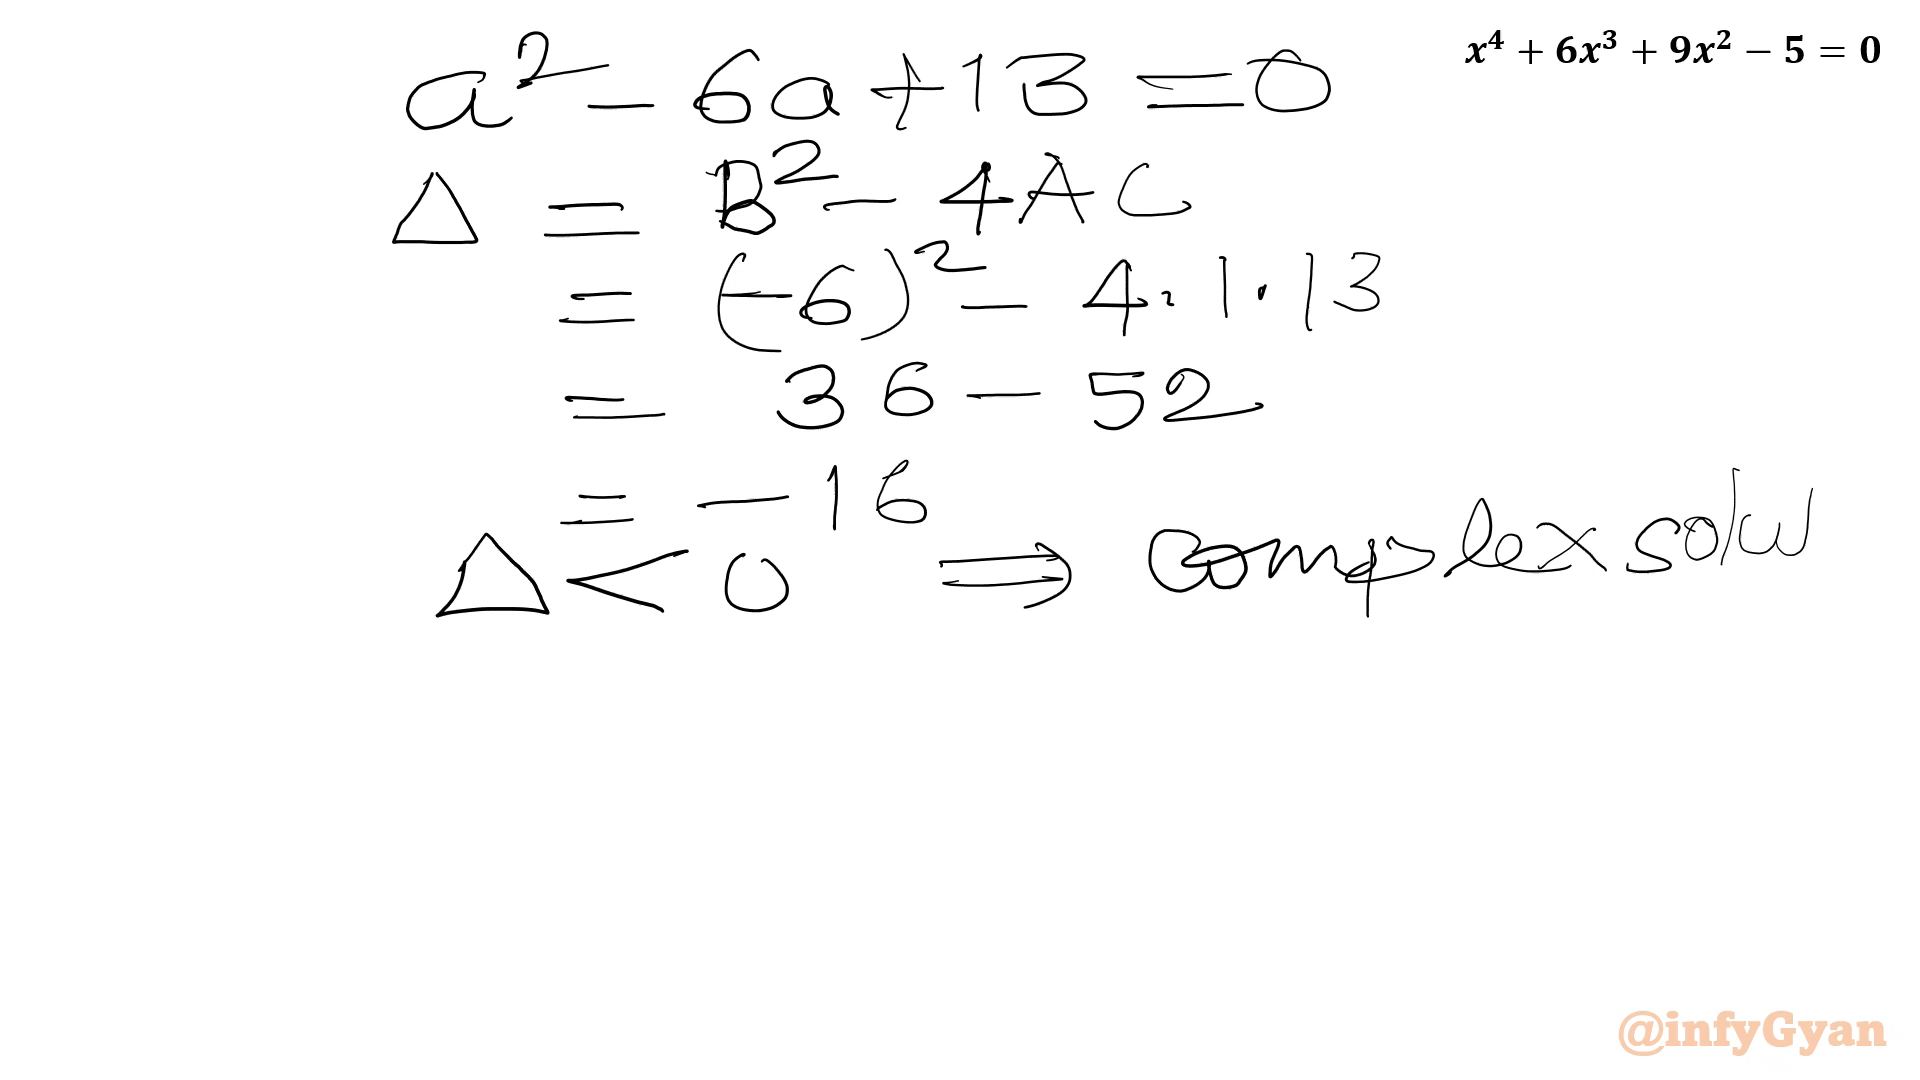 x⁴ + 6x³ + 9x² − 5 = 0
a² − 6a + 13 = 0
Δ = B² − 4AC
= (−6)² − 4·1·13
= 36 − 52
= −16
Δ < 0 ⟹ complex solu
@infyGyan